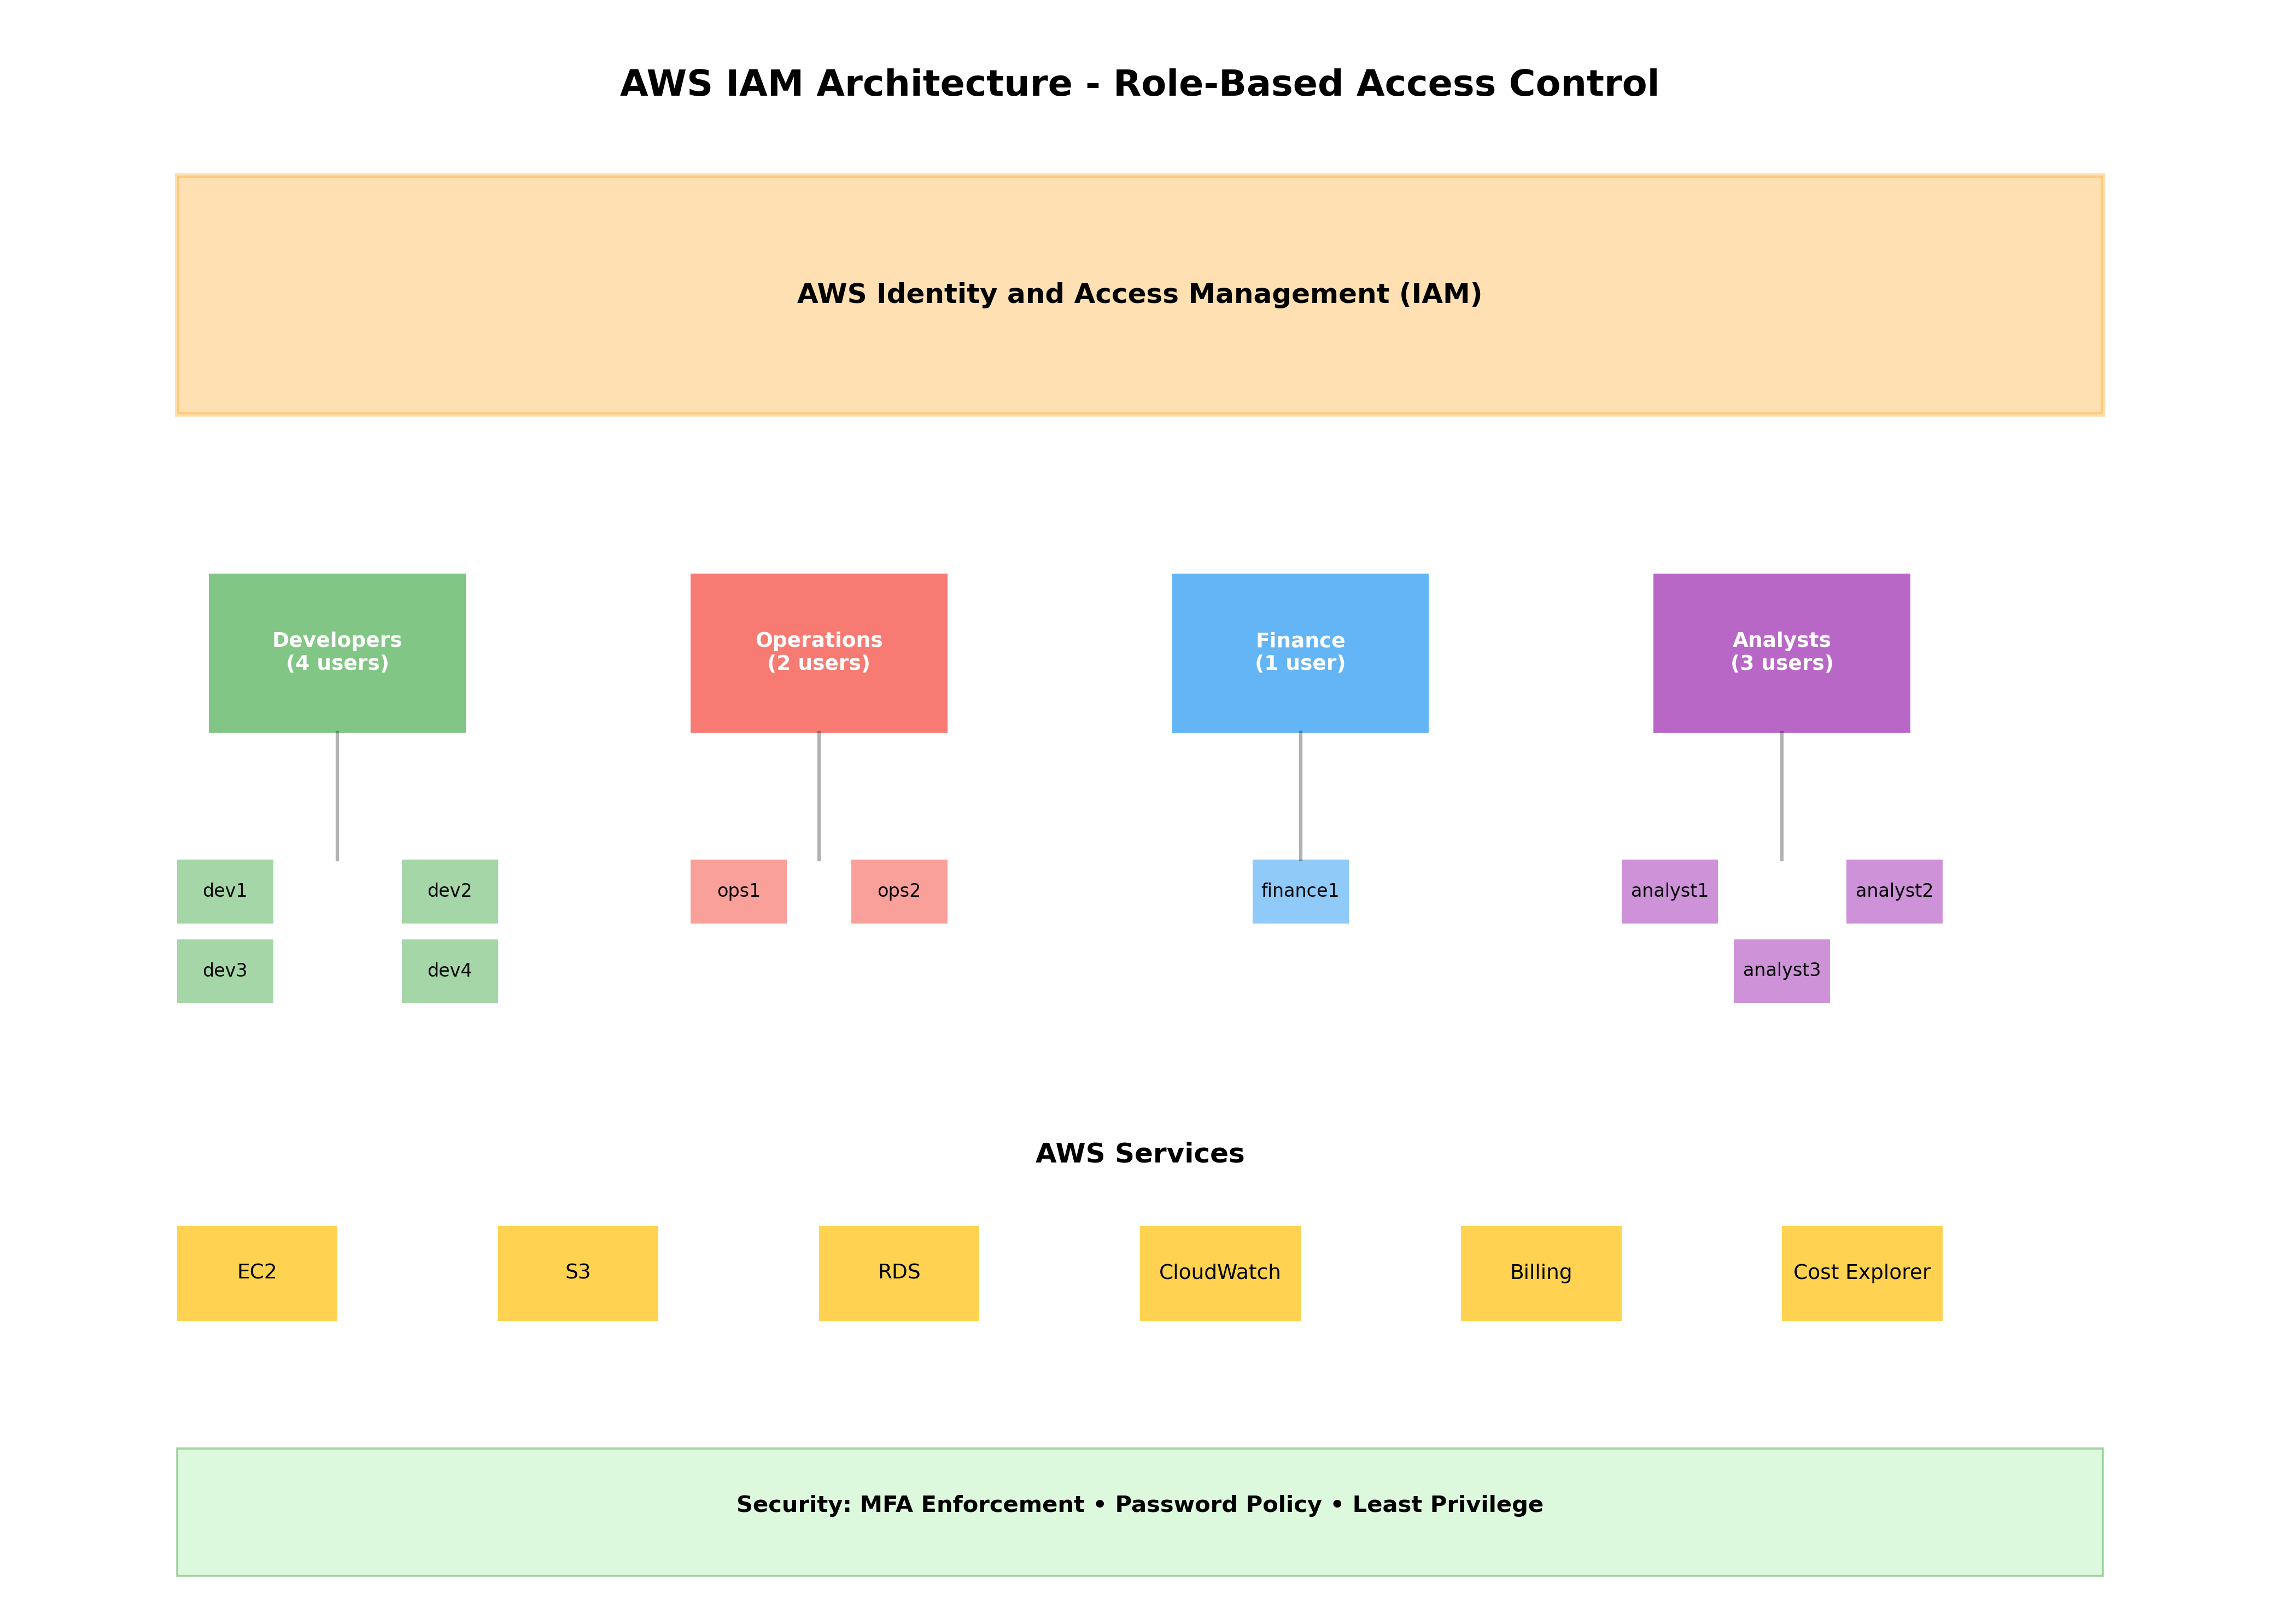 AWS IAM Architecture - Role-Based Access Control
AWS Identity and Access Management (IAM)
Developers
(4 users)
Operations
(2 users)
Finance
(1 user)
Analysts
(3 users)
dev1
dev2
dev3
dev4
ops1
ops2
finance1
analyst1
analyst2
analyst3
AWS Services
EC2
S3
RDS
CloudWatch
Billing
Cost Explorer
Security: MFA Enforcement • Password Policy • Least Privilege